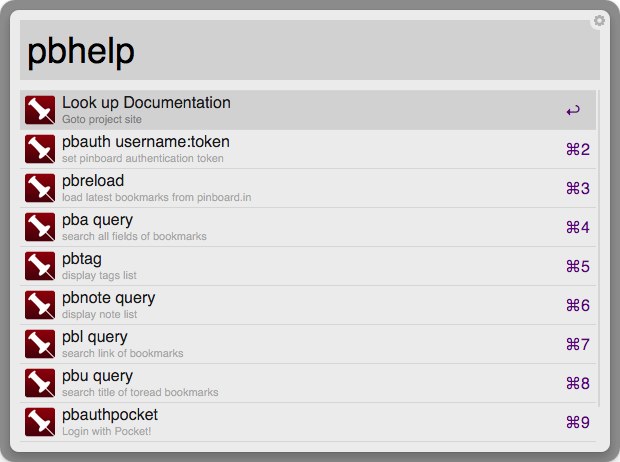 pbhelp
Look up Documentation
Goto project site
↩
pbauth username:token
set pinboard authentication token
⌘2
pbreload
load latest bookmarks from pinboard.in
⌘3
pba query
search all fields of bookmarks
⌘4
pbtag
display tags list
⌘5
pbnote query
display note list
⌘6
pbl query
search link of bookmarks
⌘7
pbu query
search title of toread bookmarks
⌘8
pbauthpocket
Login with Pocket!
⌘9